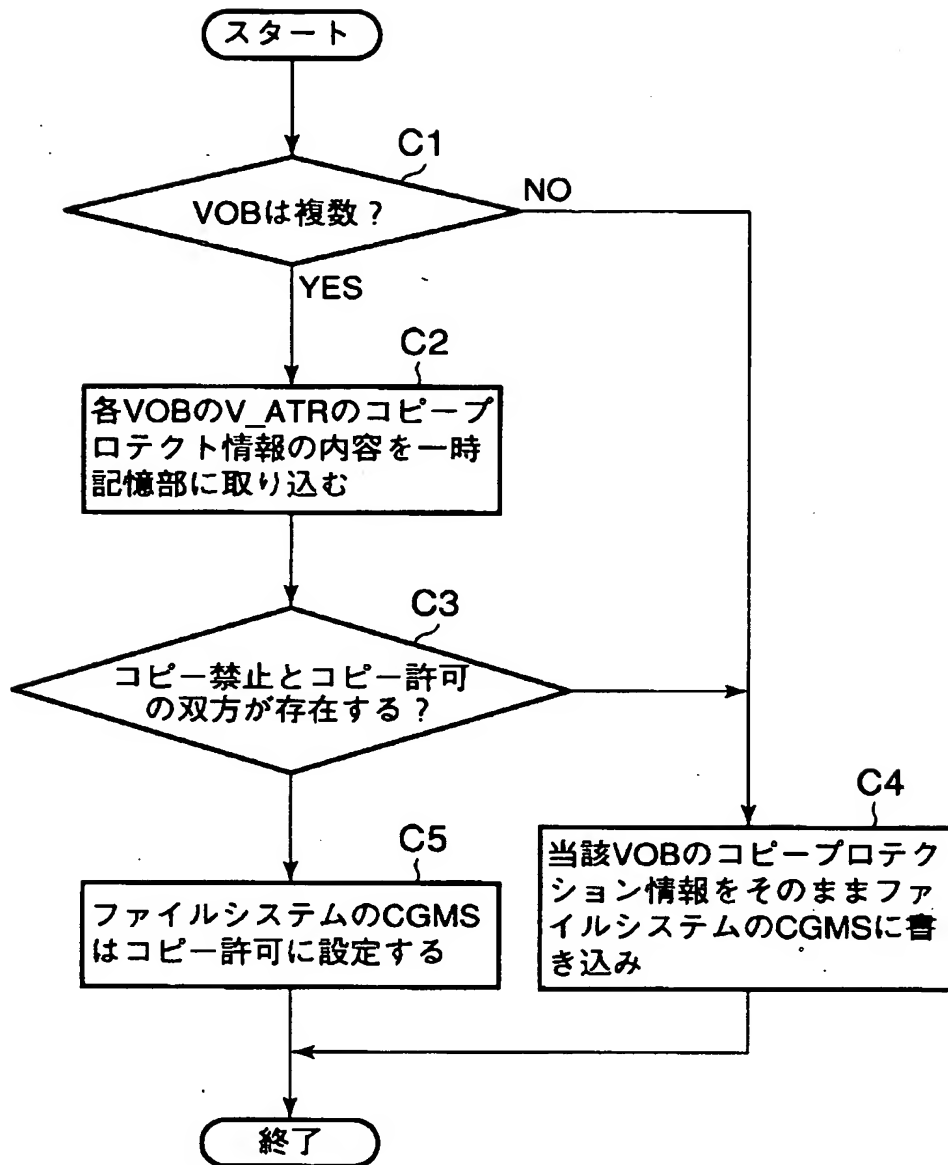 スタート
C1
VOBは複数?
NO
YES
C2
各VOBのV_ATRのコピープ
ロテクト情報の内容を一時
記憶部に取り込む
C3
コピー禁止とコピー許可
の双方が存在する?
C4
当該VOBのコピープロテク
ション情報をそのままファ
イルシステムのCGMSに書
き込み
C5
ファイルシステムのCGMS
はコピー許可に設定する
終了